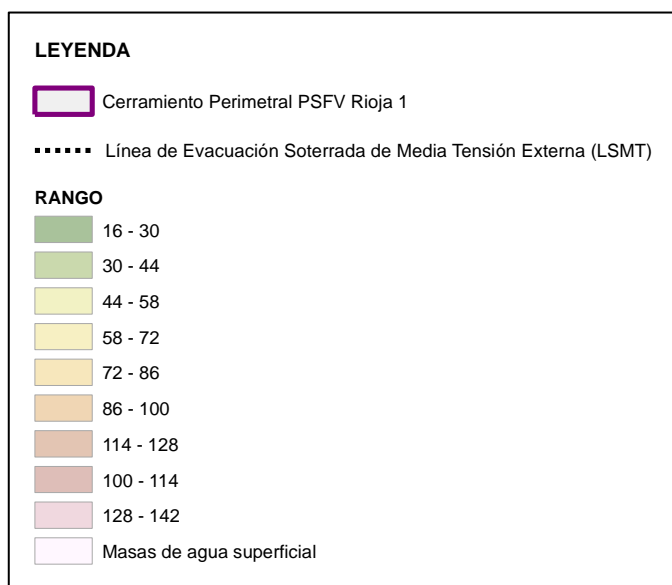 LEYENDA
Cerramiento Perimetral PSFV Rioja 1
Línea de Evacuación Soterrada de Media Tensión Externa (LSMT)
RANGO
16 - 30
30 - 44
44 - 58
58 - 72
72 - 86
86 - 100
114 - 128
100 - 114
128 - 142
Masas de agua superficial